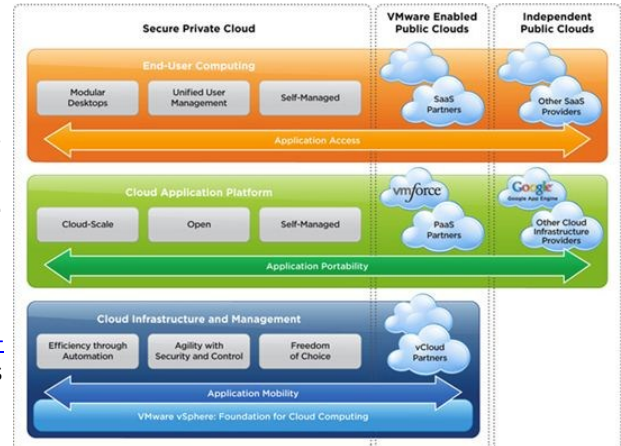 Secure Private Cloud
VMware Enabled
Public Clouds
Independent
Public Clouds
End-User Computing
Modular
Desktops
Unified User
Management
Self-Managed
SaaS
Partners
Other SaaS
Providers
Application Access
Cloud Application Platform
Cloud-Scale
Open
Self-Managed
vmforce
PaaS
Partners
Google
Google App Engine
Other Cloud
Infrastructure
Providers
Application Portability
Cloud Infrastructure and Management
Efficiency through
Automation
Agility with
Security and Control
Freedom
of Choice
vCloud
Partners
Application Mobility
VMware vSphere: Foundation for Cloud Computing